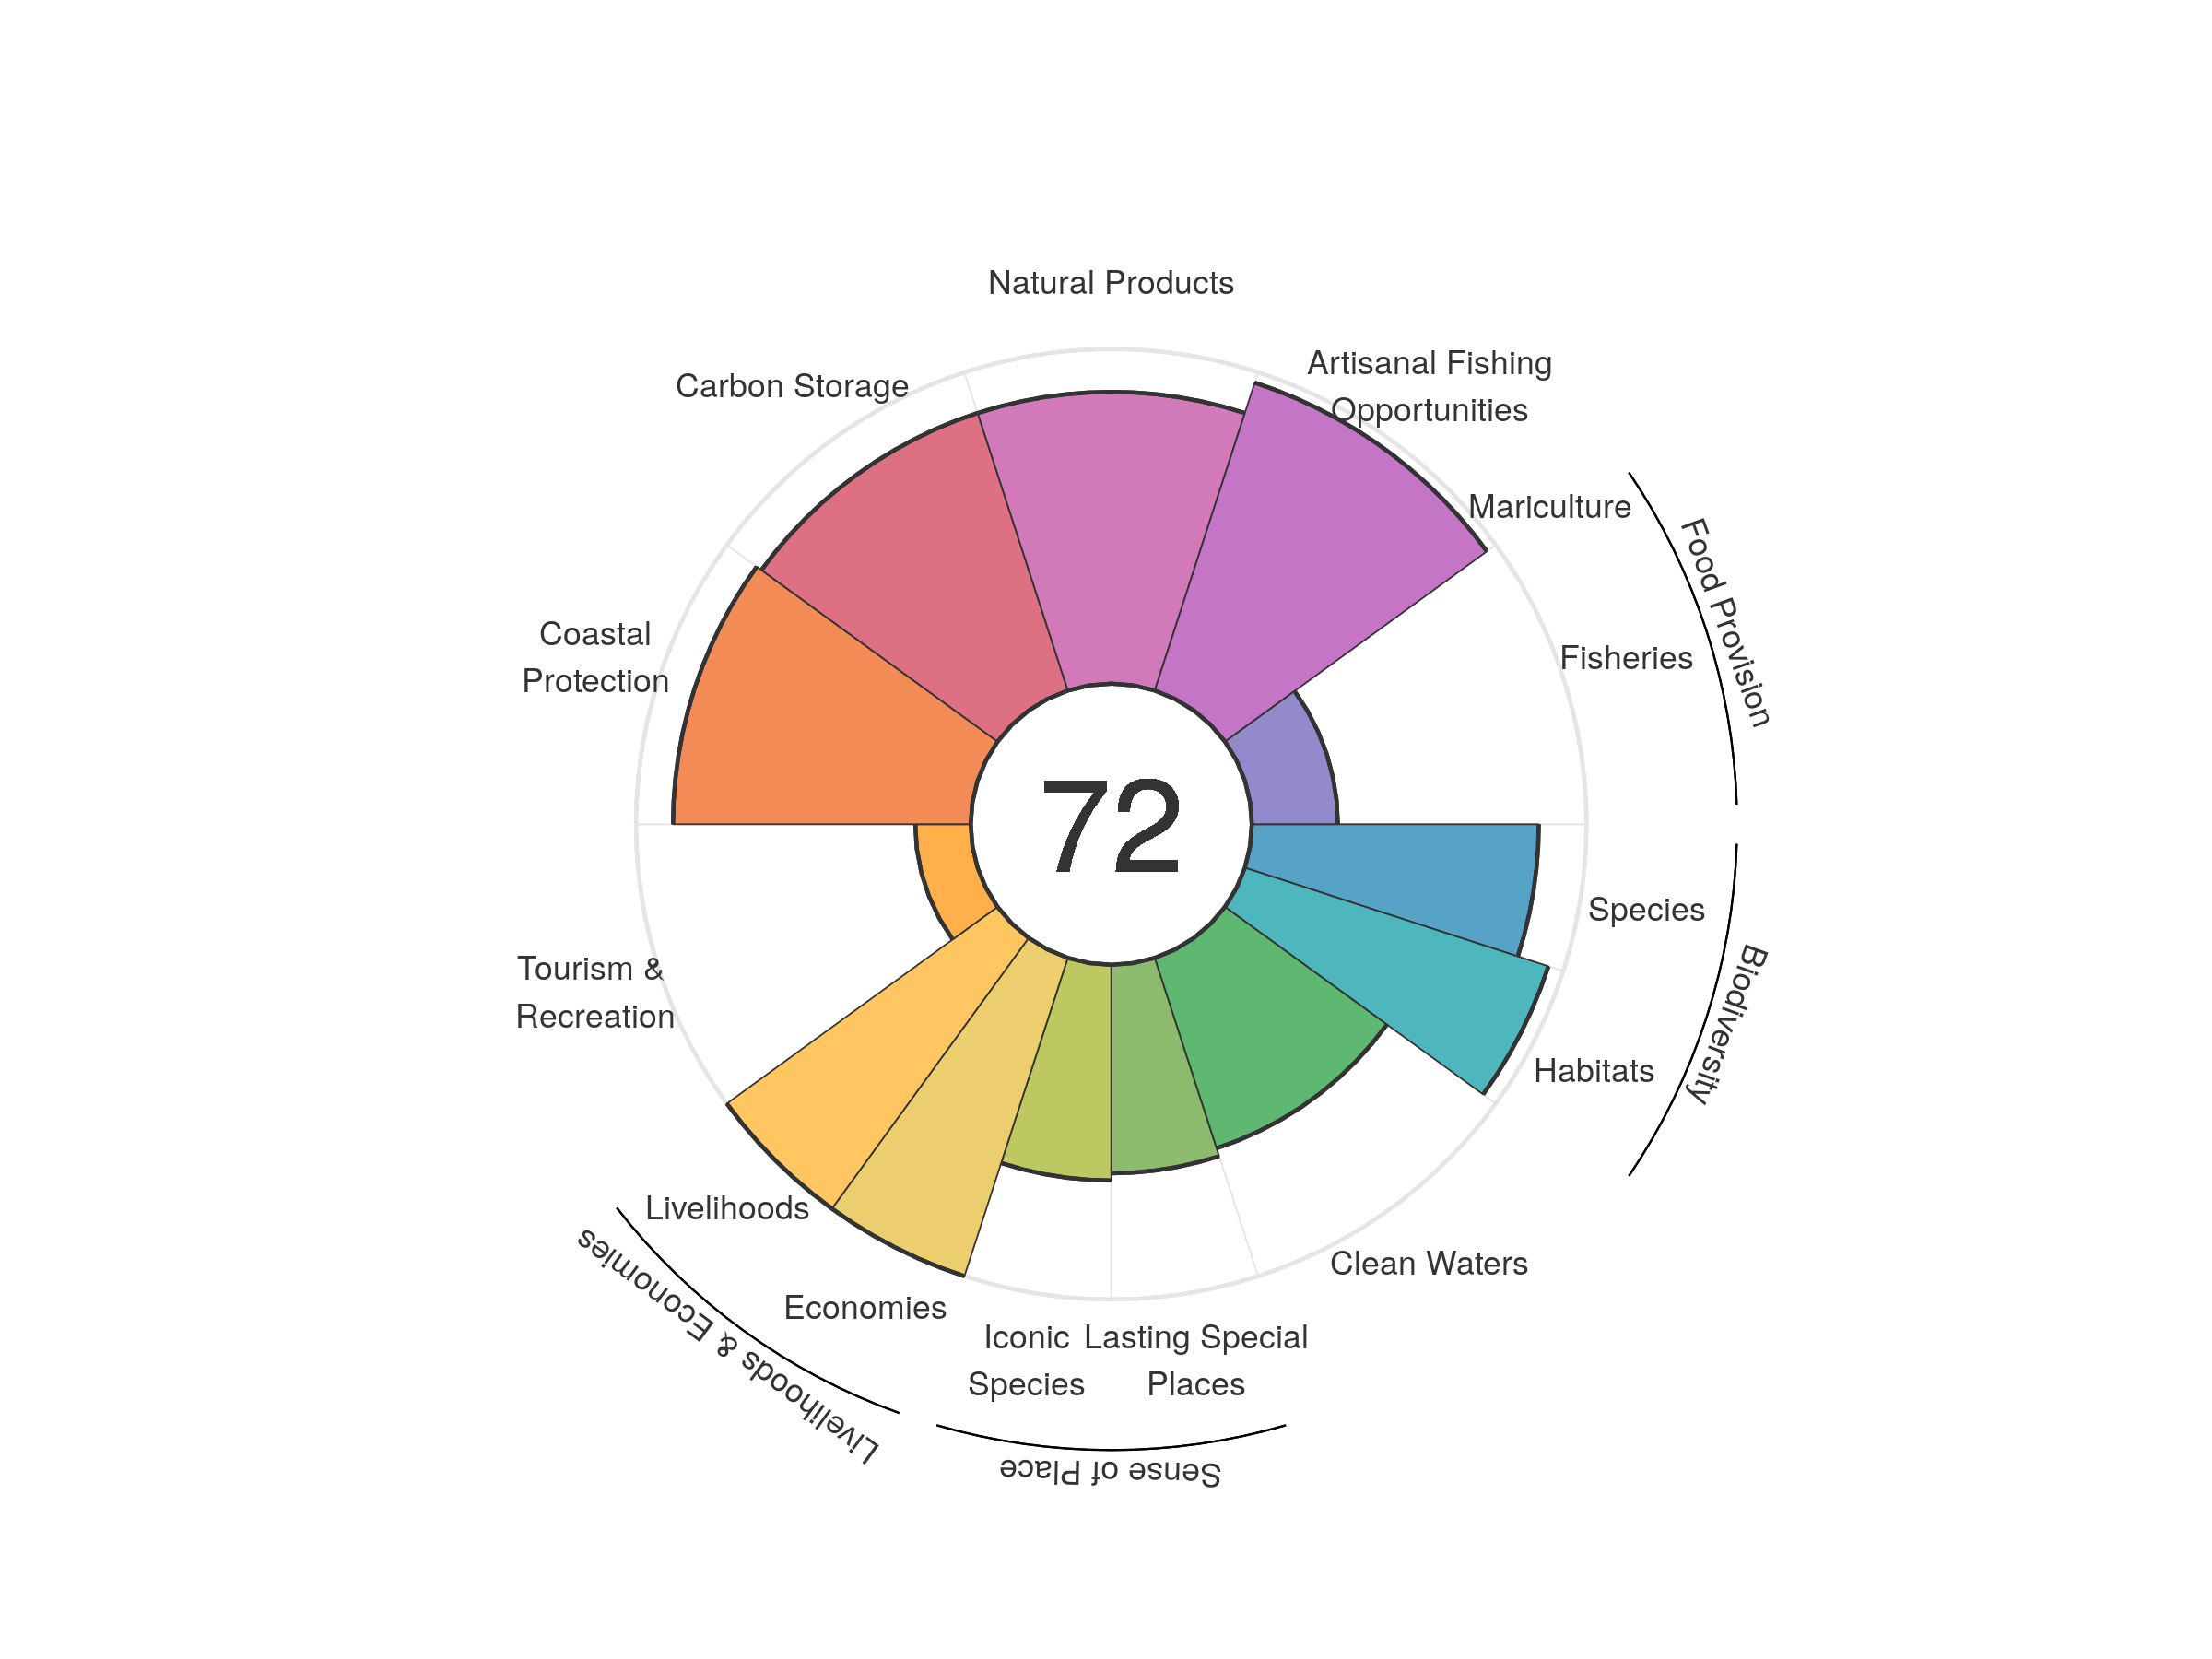 Natural Products
Artisanal Fishing
Opportunities
Carbon Storage
Mariculture
Food Provision
Fisheries
Coastal
Protection
72
Species
Biodiversity
Tourism &
Recreation
Habitats
Livelihoods
Livelihoods & Economies
Clean Waters
Economies
Iconic
Species
Lasting Special
Places
Sense of Place